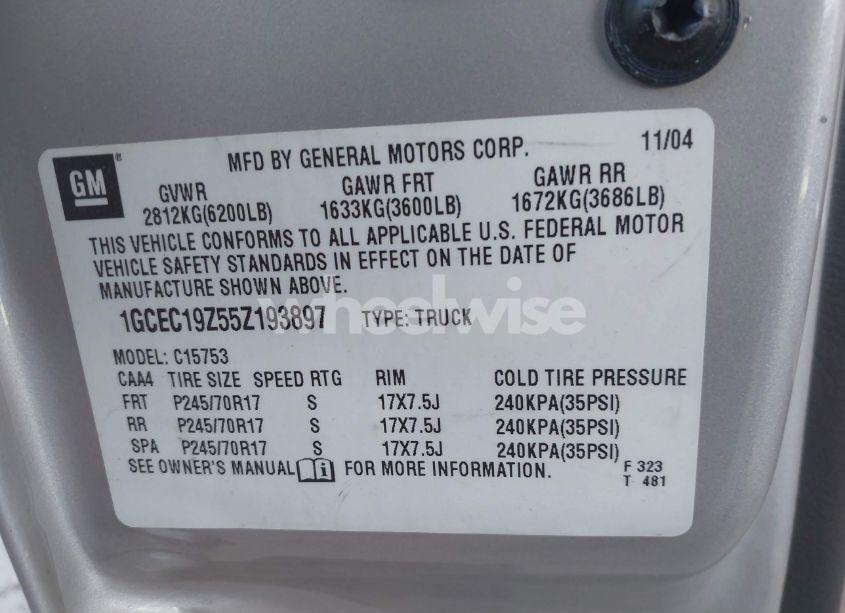 GM
®
MFD BY GENERAL MOTORS CORP. 11/04
GVWR GAWR FRT GAWR RR
2812KG(6200LB) 1633KG(3600LB) 1672KG(3686LB)
THIS VEHICLE CONFORMS TO ALL APPLICABLE U.S. FEDERAL MOTOR
VEHICLE SAFETY STANDARDS IN EFFECT ON THE DATE OF
MANUFACTURE SHOWN ABOVE.
wheelwise
1GCEC19Z55Z193897 TYPE: TRUCK
MODEL: C15753
CAA4 TIRE SIZE SPEED RTG RIM COLD TIRE PRESSURE
FRT P245/70R17 S 17X7.5J 240KPA(35PSI)
RR P245/70R17 S 17X7.5J 240KPA(35PSI)
SPA P245/70R17 S 17X7.5J 240KPA(35PSI)
SEE OWNER'S MANUAL i FOR MORE INFORMATION.
F 323
T 481